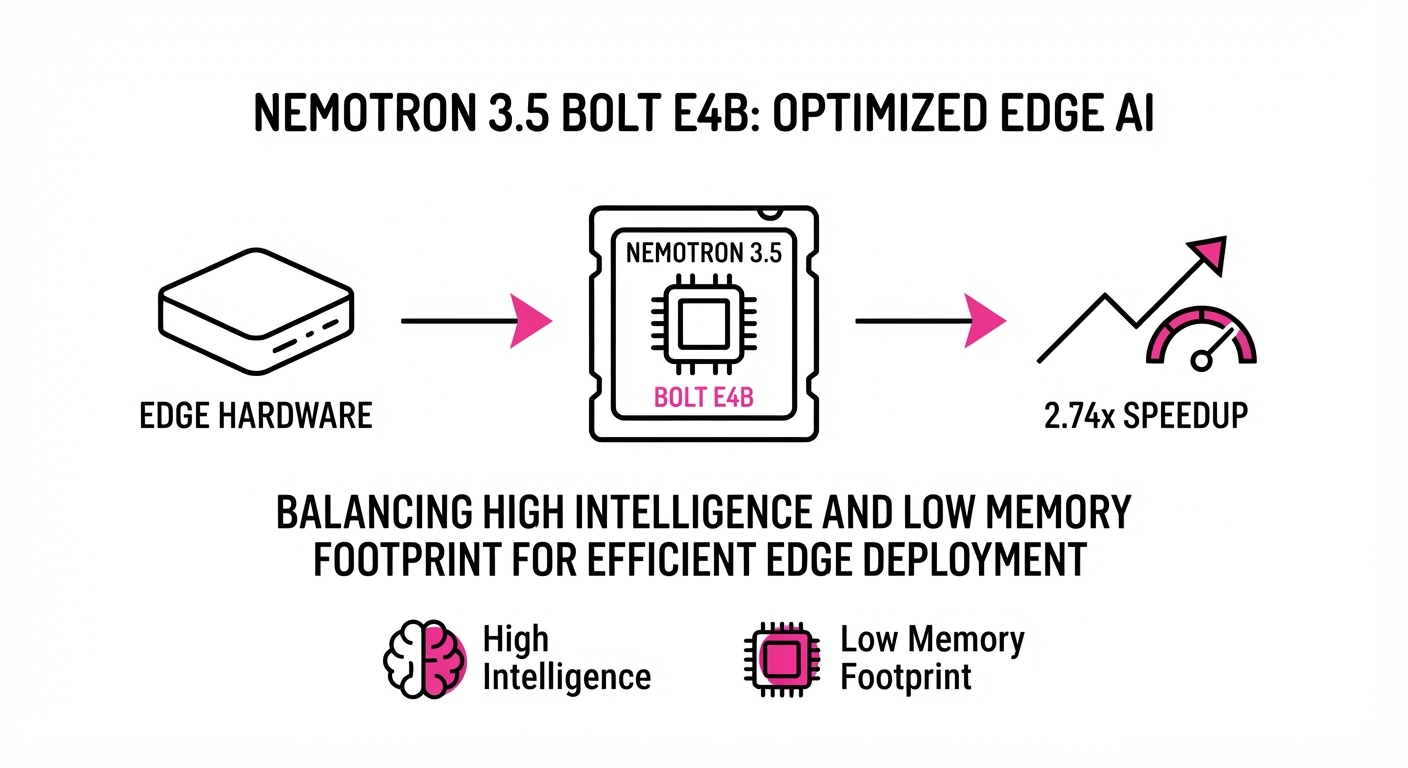 NEMOTRON 3.5 BOLT E4B: OPTIMIZED EDGE AI
NEMOTRON 3.5
BOLT E4B
EDGE HARDWARE
2.74x SPEEDUP
BALANCING HIGH INTELLIGENCE AND LOW MEMORY
FOOTPRINT FOR EFFICIENT EDGE DEPLOYMENT
High
Intelligence
Low Memory
Footprint